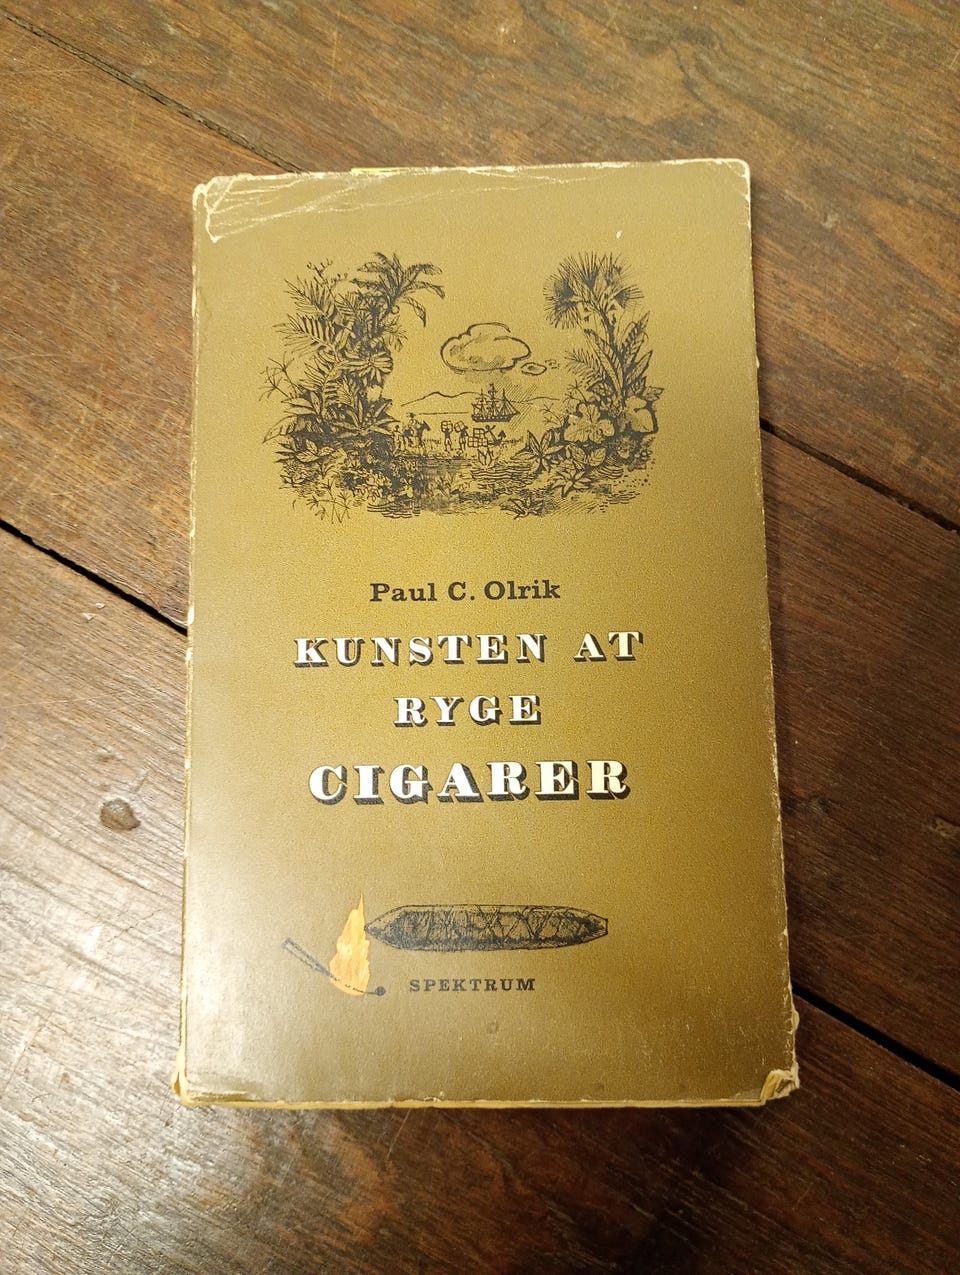 Paul C. Olrik
KUNSTEN AT
RYGE
CIGARER
SPEKTRUM